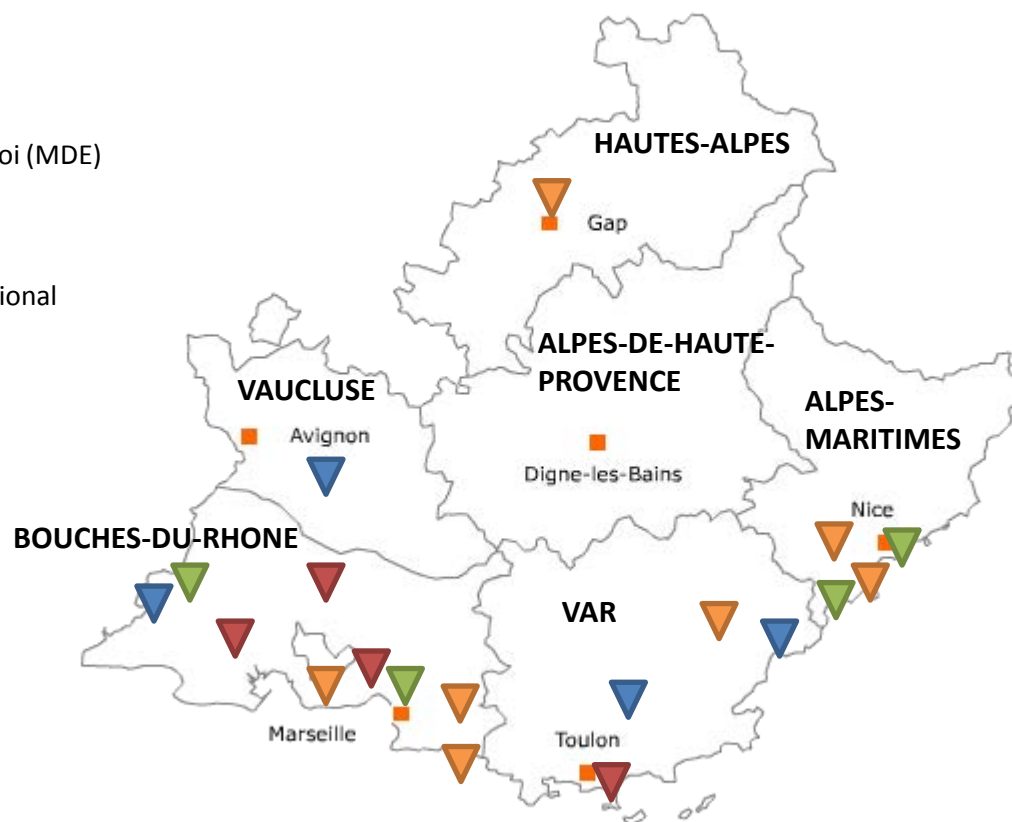 oi (MDE)
HAUTES-ALPES
Gap
ional
ALPES-DE-HAUTE-
PROVENCE
VAUCLUSE
ALPES-
MARITIMES
Avignon
Digne-les-Bains
Nice
BOUCHES-DU-RHONE
VAR
Marseille
Toulon